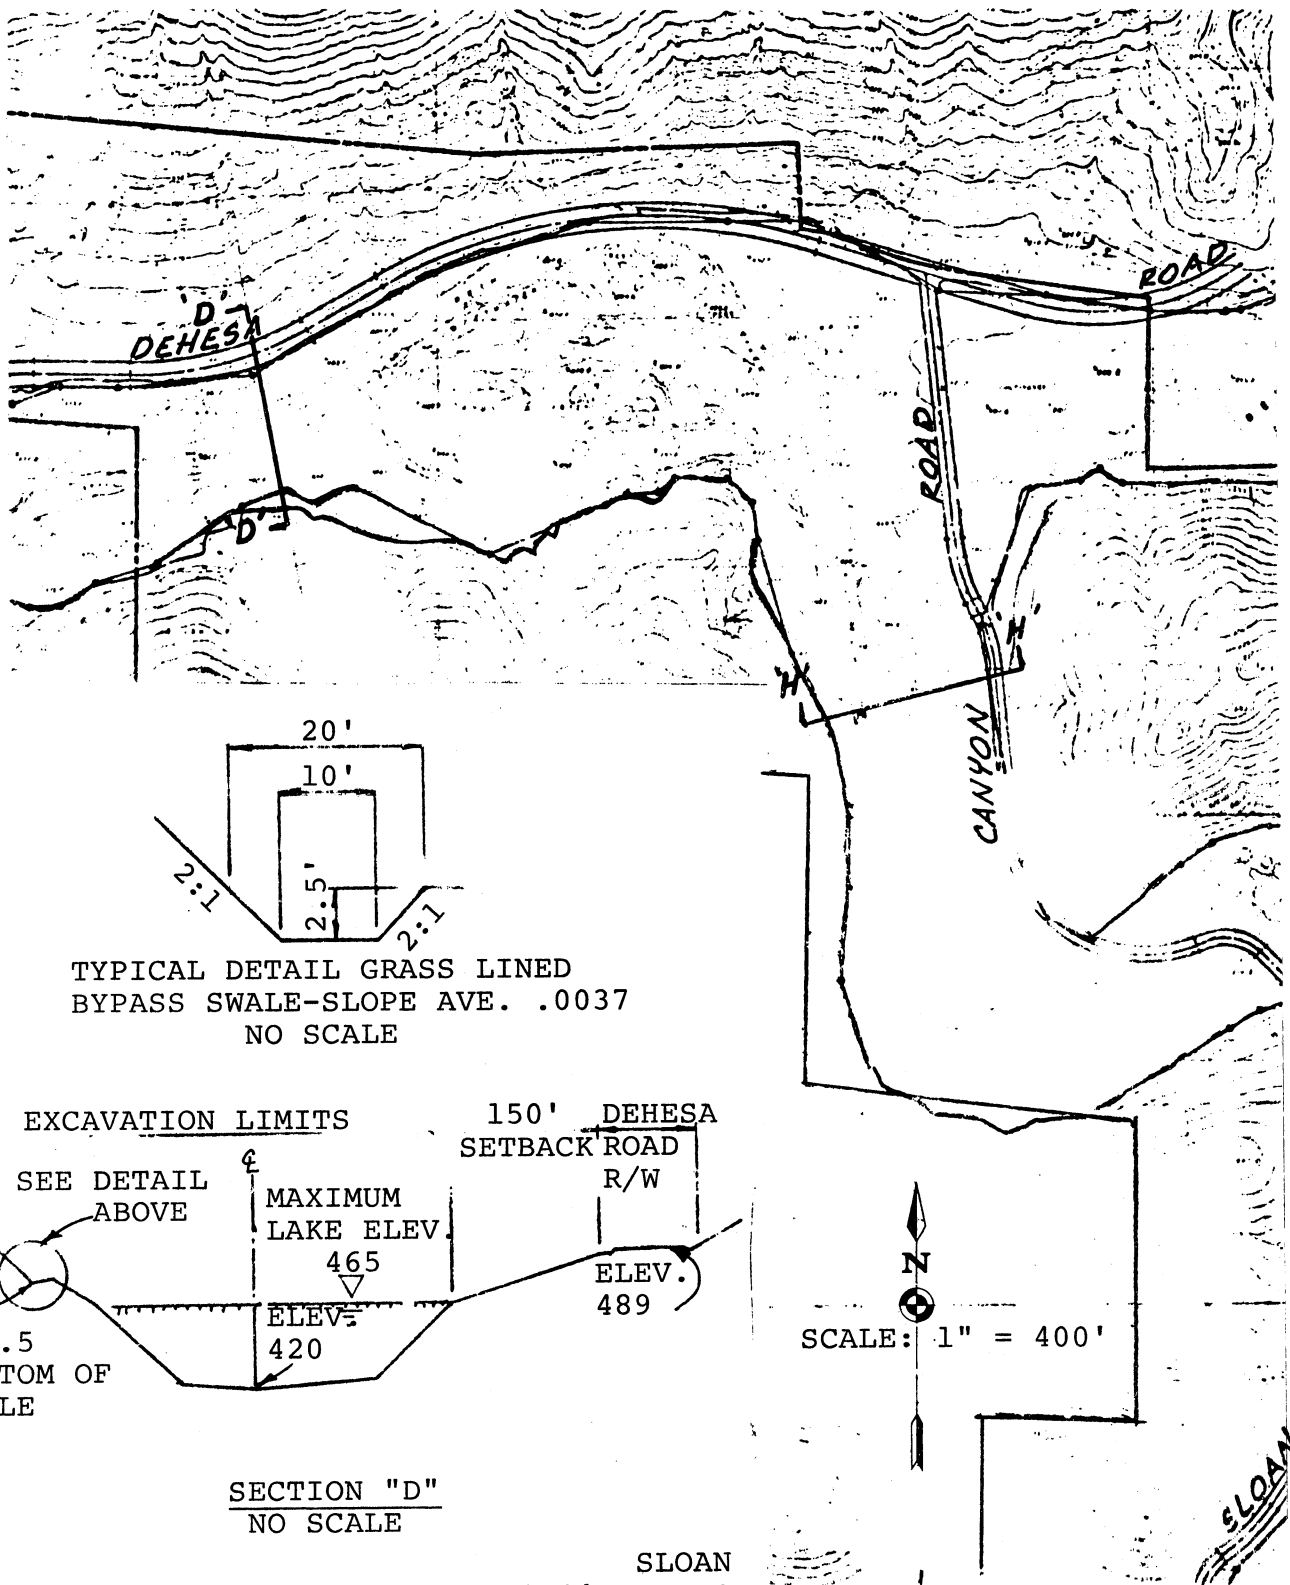 ROAD
'D'
DEHESA
ROAD
'D'
'H'
'H'
CANYON
20'
10'
2.5'
2:1
2:1
TYPICAL DETAIL GRASS LINED
BYPASS SWALE-SLOPE AVE. .0037
NO SCALE
EXCAVATION LIMITS
150' DEHESA
SETBACK ROAD
R/W
SEE DETAIL
ABOVE
℄
MAXIMUM
LAKE ELEV.
465
ELEV.
420
ELEV.
489
.5
TOM OF
LE
N
SCALE: 1" = 400'
SECTION "D"
NO SCALE
SLOAN
SLOAN